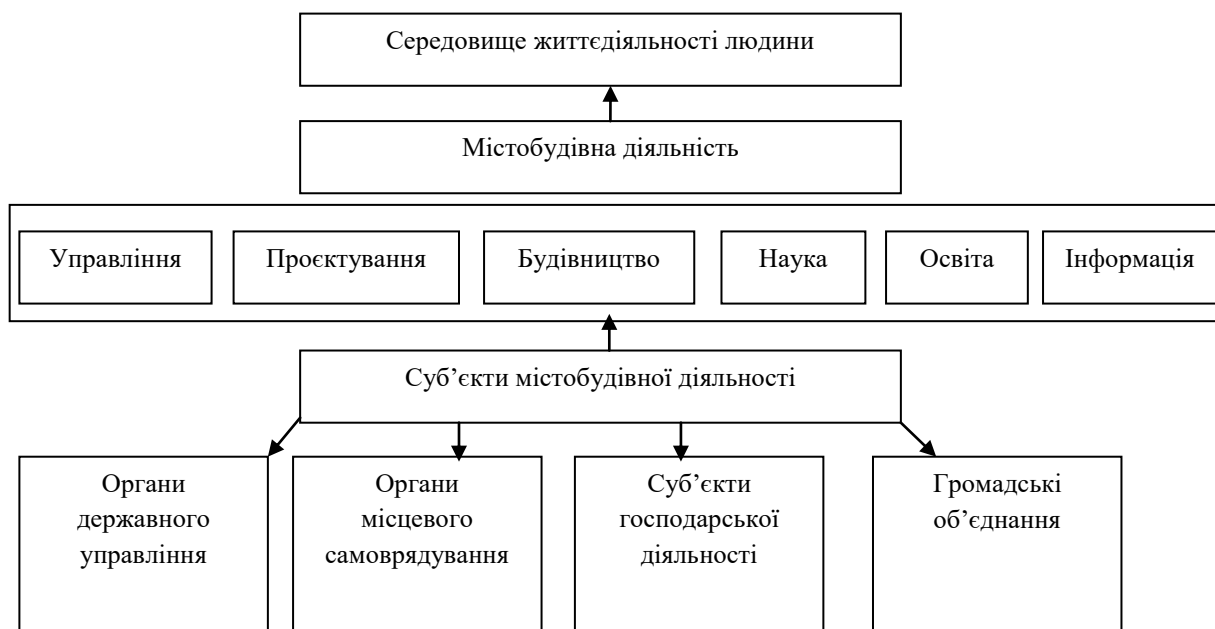 Середовище життєдіяльності людини
Містобудівна діяльність
Управління
Проєктування
Будівництво
Наука
Освіта
Інформація
Суб’єкти містобудівної діяльності
Органи
державного
управління
Органи
місцевого
самоврядування
Суб’єкти
господарської
діяльності
Громадські
об’єднання